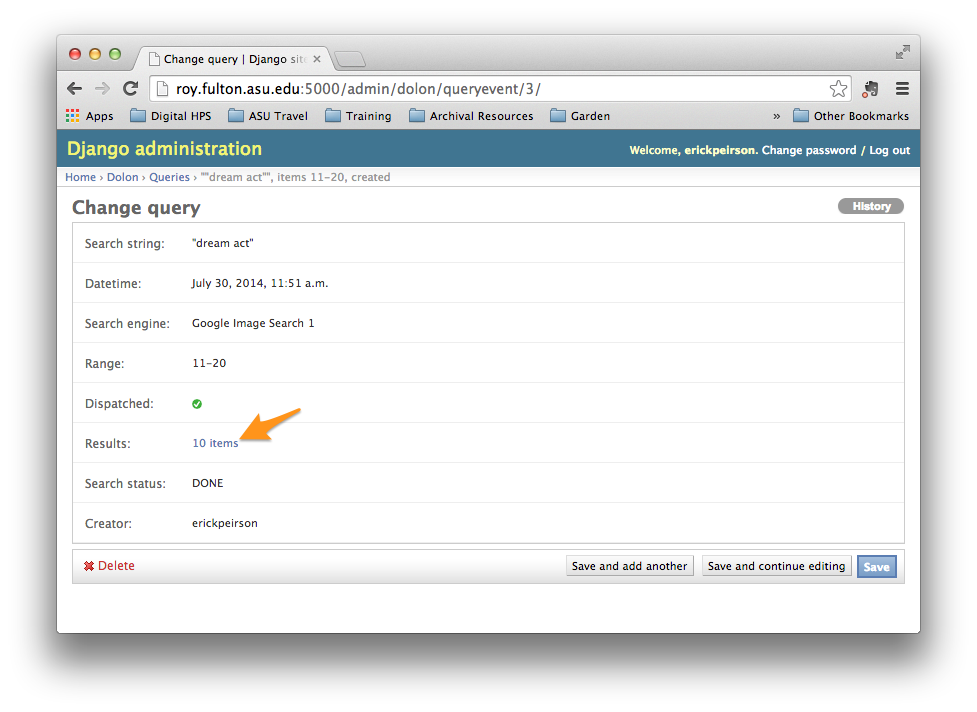 Change query | Django sit
roy.fulton.asu.edu:5000/admin/dolon/queryevent/3/
Apps Digital HPS ASU Travel Training Archival Resources Garden » Other Bookmarks
Django administration Welcome, erickpeirson. Change password / Log out
Home › Dolon › Queries › ""dream act"", items 11-20, created
Change query History
Search string: "dream act"
Datetime: July 30, 2014, 11:51 a.m.
Search engine: Google Image Search 1
Range: 11-20
Dispatched:
Results: 10 items
Search status: DONE
Creator: erickpeirson
Delete Save and add another Save and continue editing Save